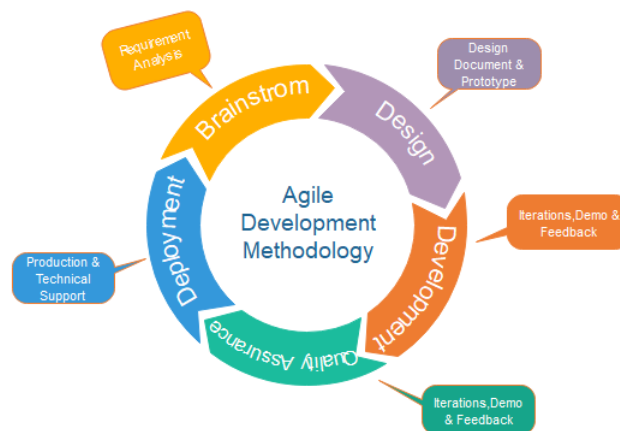 Requirement
Analysis
Brainstrom
Design
Document &
Prototype
Design
Iterations,Demo &
Feedback
Development
Iterations,Demo
& Feedback
Quality Assurance
Production &
Technical
Support
Deployment
Agile
Development
Methodology